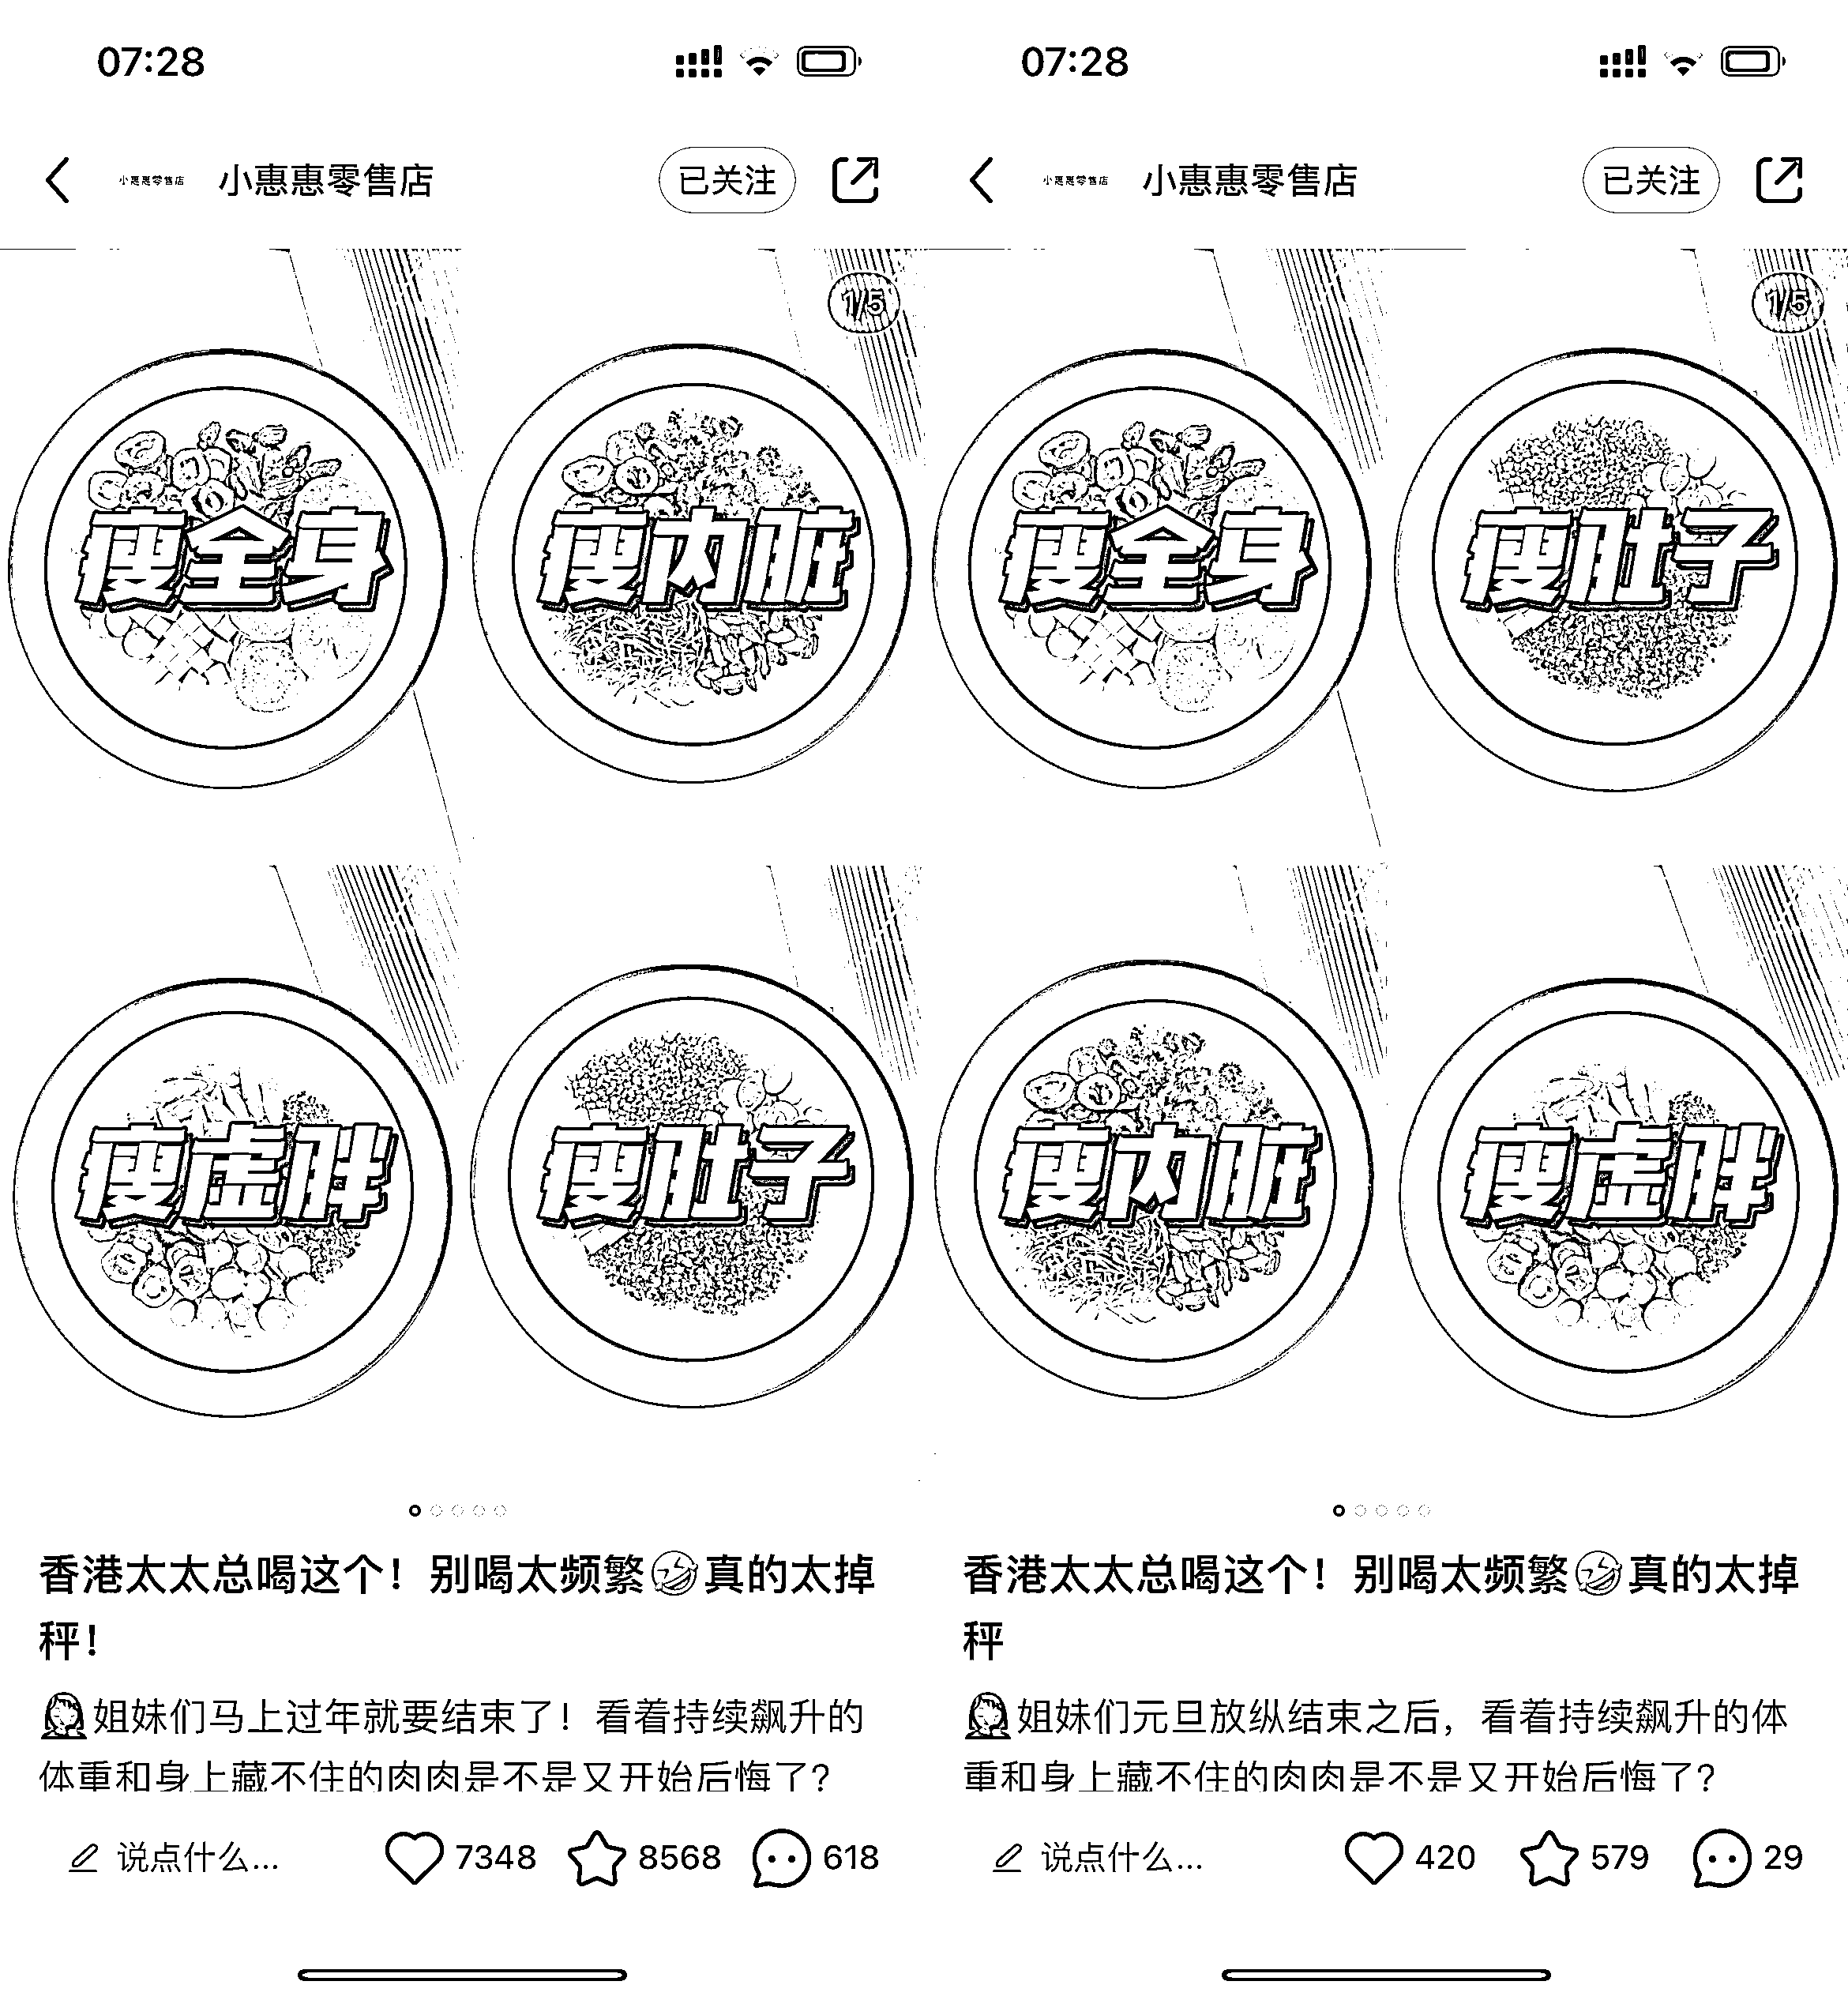 07:28
小惠惠零售店
小惠惠零售店
已关注
1/5
瘦全身
瘦内脏
瘦虚胖
瘦肚子
香港太太总喝这个！别喝太频繁🤣真的太掉
秤！
💆‍♀️姐妹们马上过年就要结束了！看着持续飙升的
体重和身上藏不住的肉肉是不是又开始后悔了？
说点什么...
7348
8568
618
07:28
小惠惠零售店
小惠惠零售店
已关注
1/5
瘦全身
瘦肚子
瘦内脏
瘦虚胖
香港太太总喝这个！别喝太频繁🤣真的太掉
秤
💆‍♀️姐妹们元旦放纵结束之后，看着持续飙升的体
重和身上藏不住的肉肉是不是又开始后悔了？
说点什么...
420
579
29